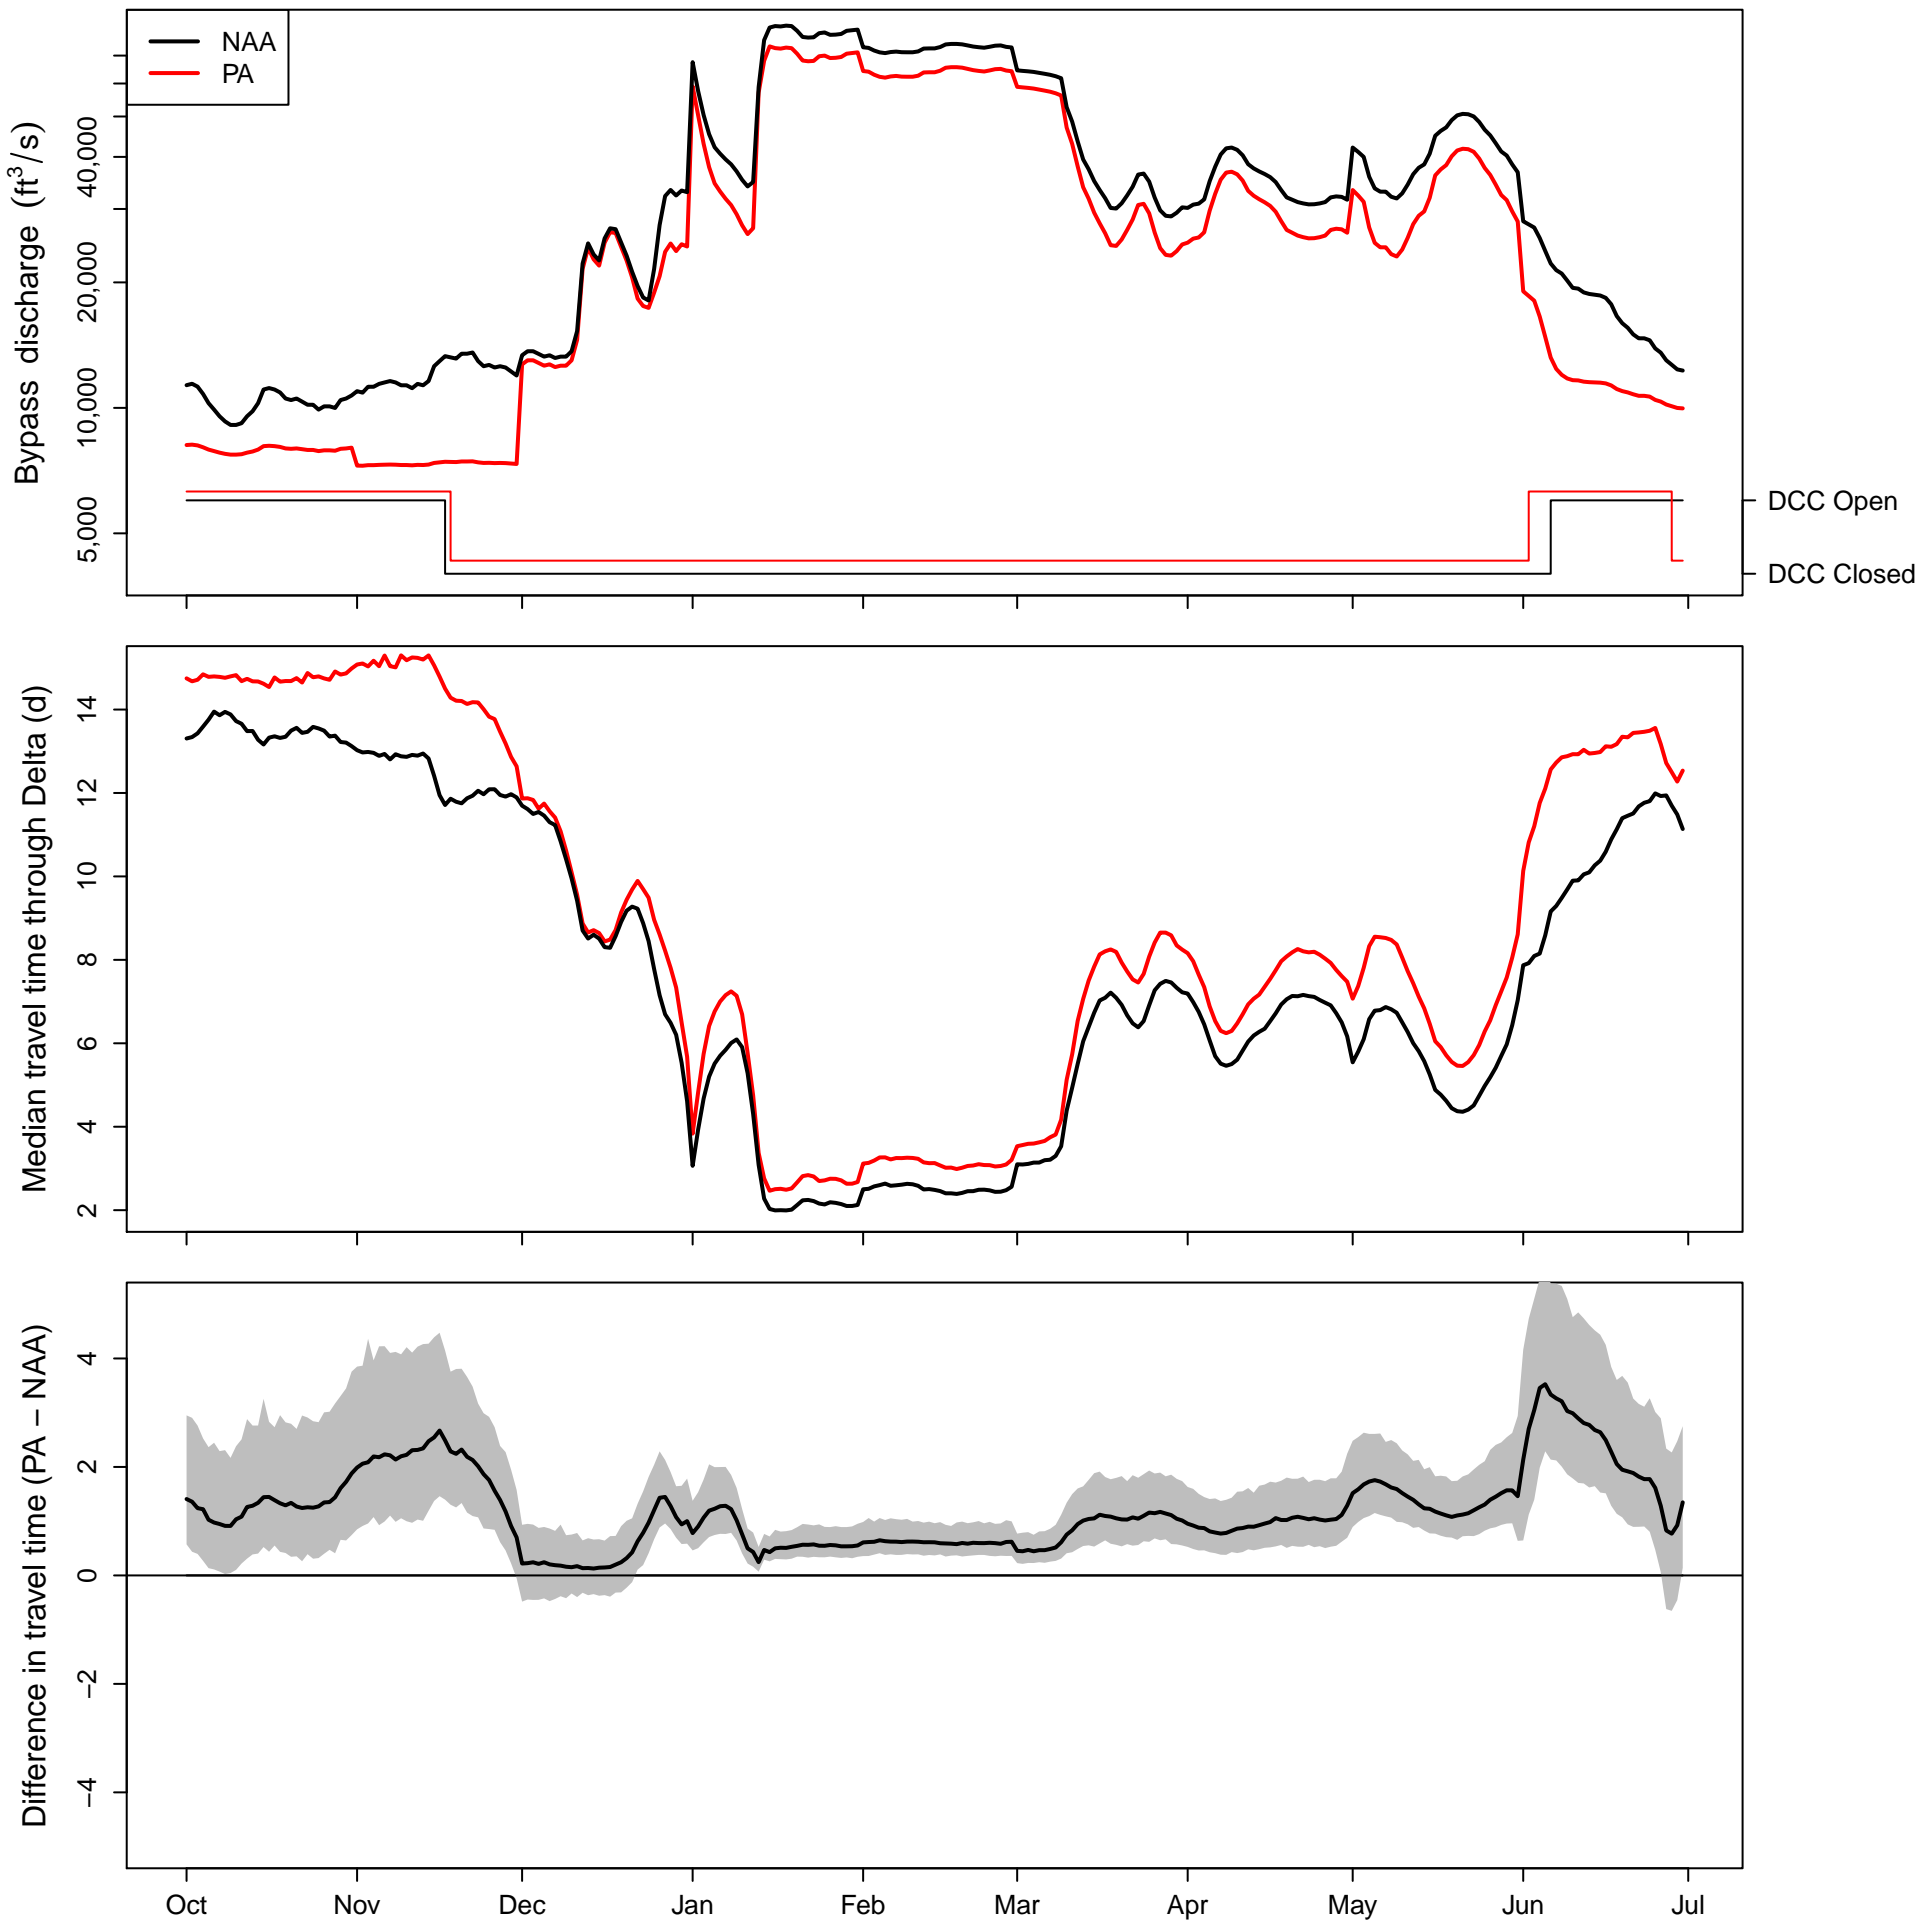 NAA
PA
Bypass discharge (ft³/s)
40,000
20,000
10,000
5,000
DCC Open
DCC Closed
Median travel time through Delta (d)
14
12
10
8
6
4
2
Difference in travel time (PA − NAA)
4
2
0
−2
−4
Oct Nov Dec Jan Feb Mar Apr May Jun Jul